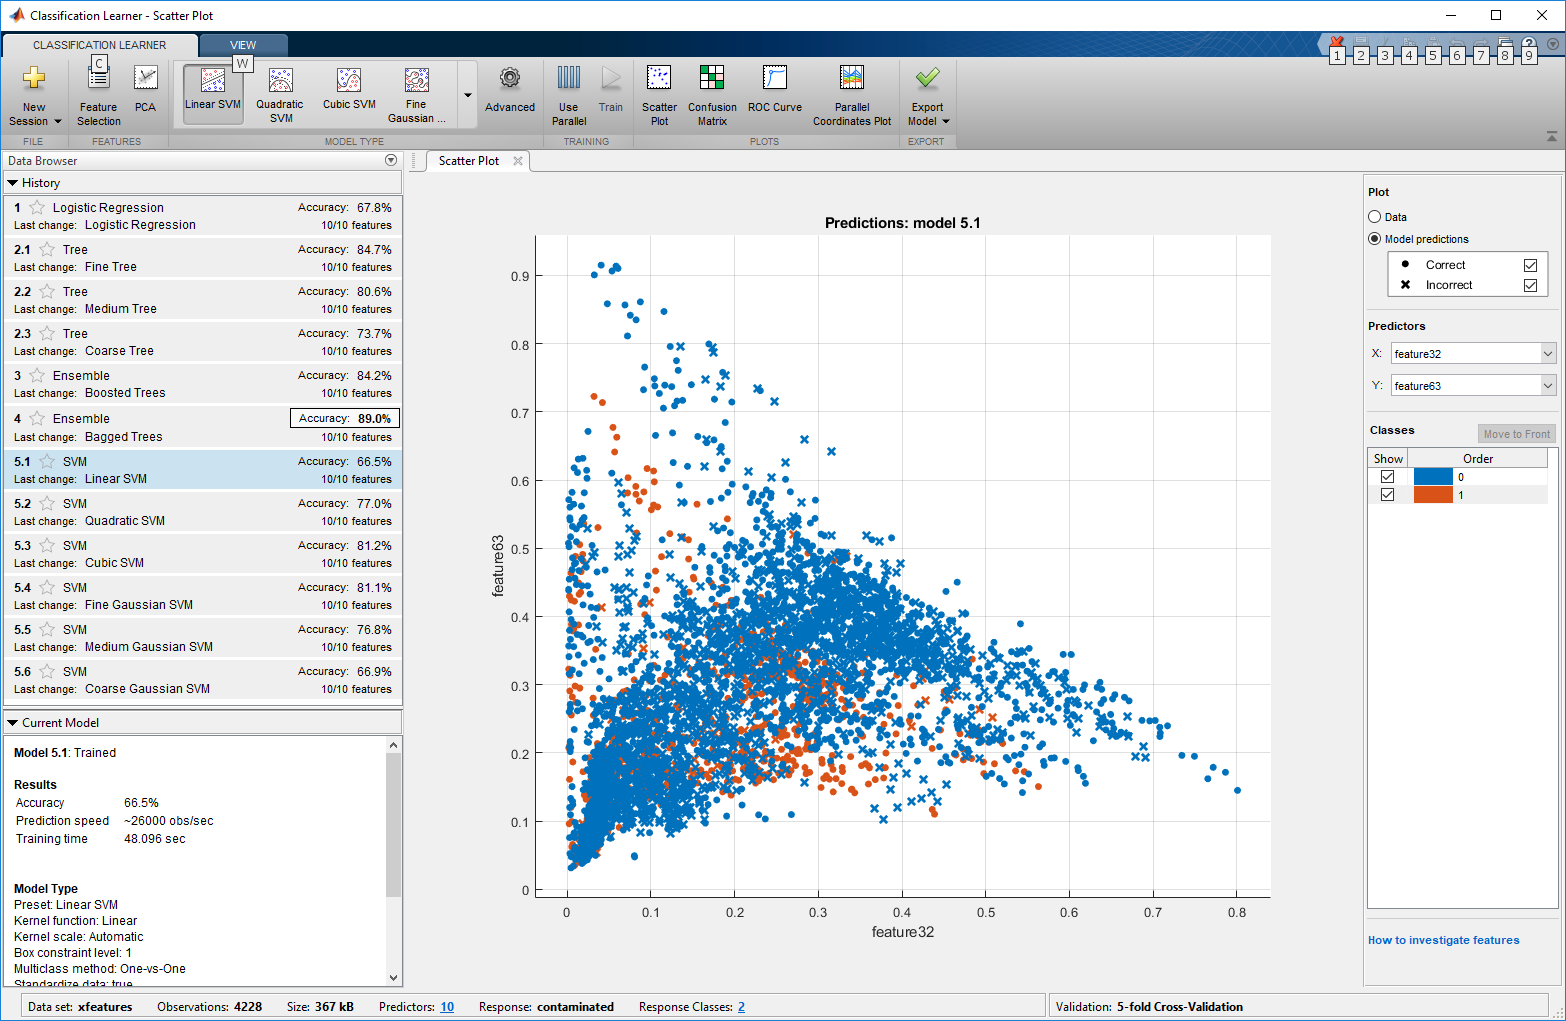 Classification Learner - Scatter Plot
CLASSIFICATION LEARNER
VIEW
C
W
1 2 3 4 5 6 7 8 9
New Session
Feature Selection
PCA
Linear SVM
Quadratic SVM
Cubic SVM
Fine Gaussian ...
Advanced
Use Parallel
Train
Scatter Plot
Confusion Matrix
ROC Curve
Parallel Coordinates Plot
Export Model
FILE
FEATURES
MODEL TYPE
TRAINING
PLOTS
EXPORT
Data Browser
History
1 Logistic Regression Accuracy: 67.8%
Last change: Logistic Regression 10/10 features
2.1 Tree Accuracy: 84.7%
Last change: Fine Tree 10/10 features
2.2 Tree Accuracy: 80.6%
Last change: Medium Tree 10/10 features
2.3 Tree Accuracy: 73.7%
Last change: Coarse Tree 10/10 features
3 Ensemble Accuracy: 84.2%
Last change: Boosted Trees 10/10 features
4 Ensemble Accuracy: 89.0%
Last change: Bagged Trees 10/10 features
5.1 SVM Accuracy: 66.5%
Last change: Linear SVM 10/10 features
5.2 SVM Accuracy: 77.0%
Last change: Quadratic SVM 10/10 features
5.3 SVM Accuracy: 81.2%
Last change: Cubic SVM 10/10 features
5.4 SVM Accuracy: 81.1%
Last change: Fine Gaussian SVM 10/10 features
5.5 SVM Accuracy: 76.8%
Last change: Medium Gaussian SVM 10/10 features
5.6 SVM Accuracy: 66.9%
Last change: Coarse Gaussian SVM 10/10 features
Current Model
Model 5.1: Trained
Results
Accuracy 66.5%
Prediction speed ~26000 obs/sec
Training time 48.096 sec
Model Type
Preset: Linear SVM
Kernel function: Linear
Kernel scale: Automatic
Box constraint level: 1
Multiclass method: One-vs-One
Standardize data: true
Scatter Plot
Predictions: model 5.1
0.9
0.8
0.7
0.6
0.5
0.4
0.3
0.2
0.1
0
feature63
0 0.1 0.2 0.3 0.4 0.5 0.6 0.7 0.8
feature32
Plot
Data
Model predictions
Correct
Incorrect
Predictors
X: feature32
Y: feature63
Classes
Move to Front
Show Order
0
1
How to investigate features
Data set: xfeatures Observations: 4228 Size: 367 kB Predictors: 10 Response: contaminated Response Classes: 2 Validation: 5-fold Cross-Validation